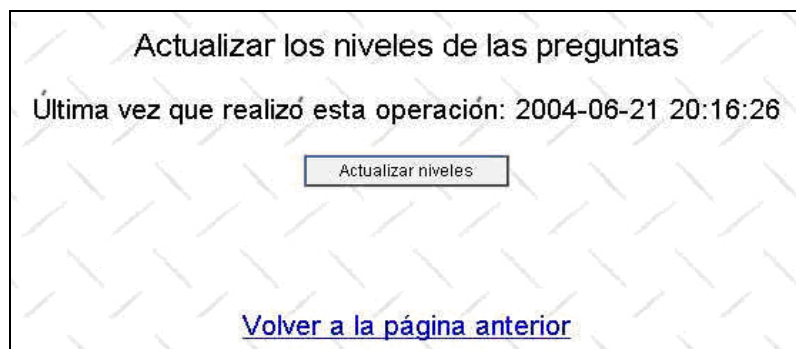 Actualizar los niveles de las preguntas
Última vez que realizó esta operación: 2004-06-21 20:16:26
Actualizar niveles
Volver a la página anterior